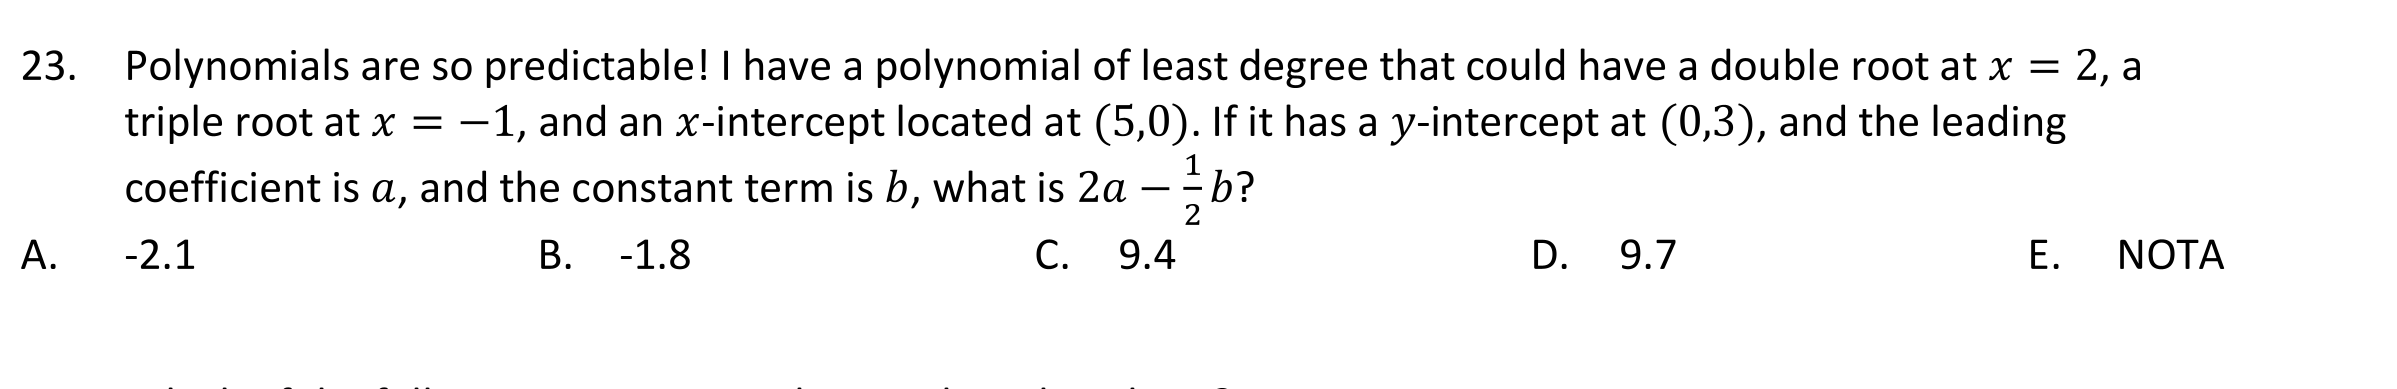 23. Polynomials are so predictable! I have a polynomial of least degree that could have a double root at x = 2, a
triple root at x = −1, and an x-intercept located at (5,0). If it has a y-intercept at (0,3), and the leading
coefficient is a, and the constant term is b, what is 2a − 1/2 b?
A. -2.1 B. -1.8 C. 9.4 D. 9.7 E. NOTA